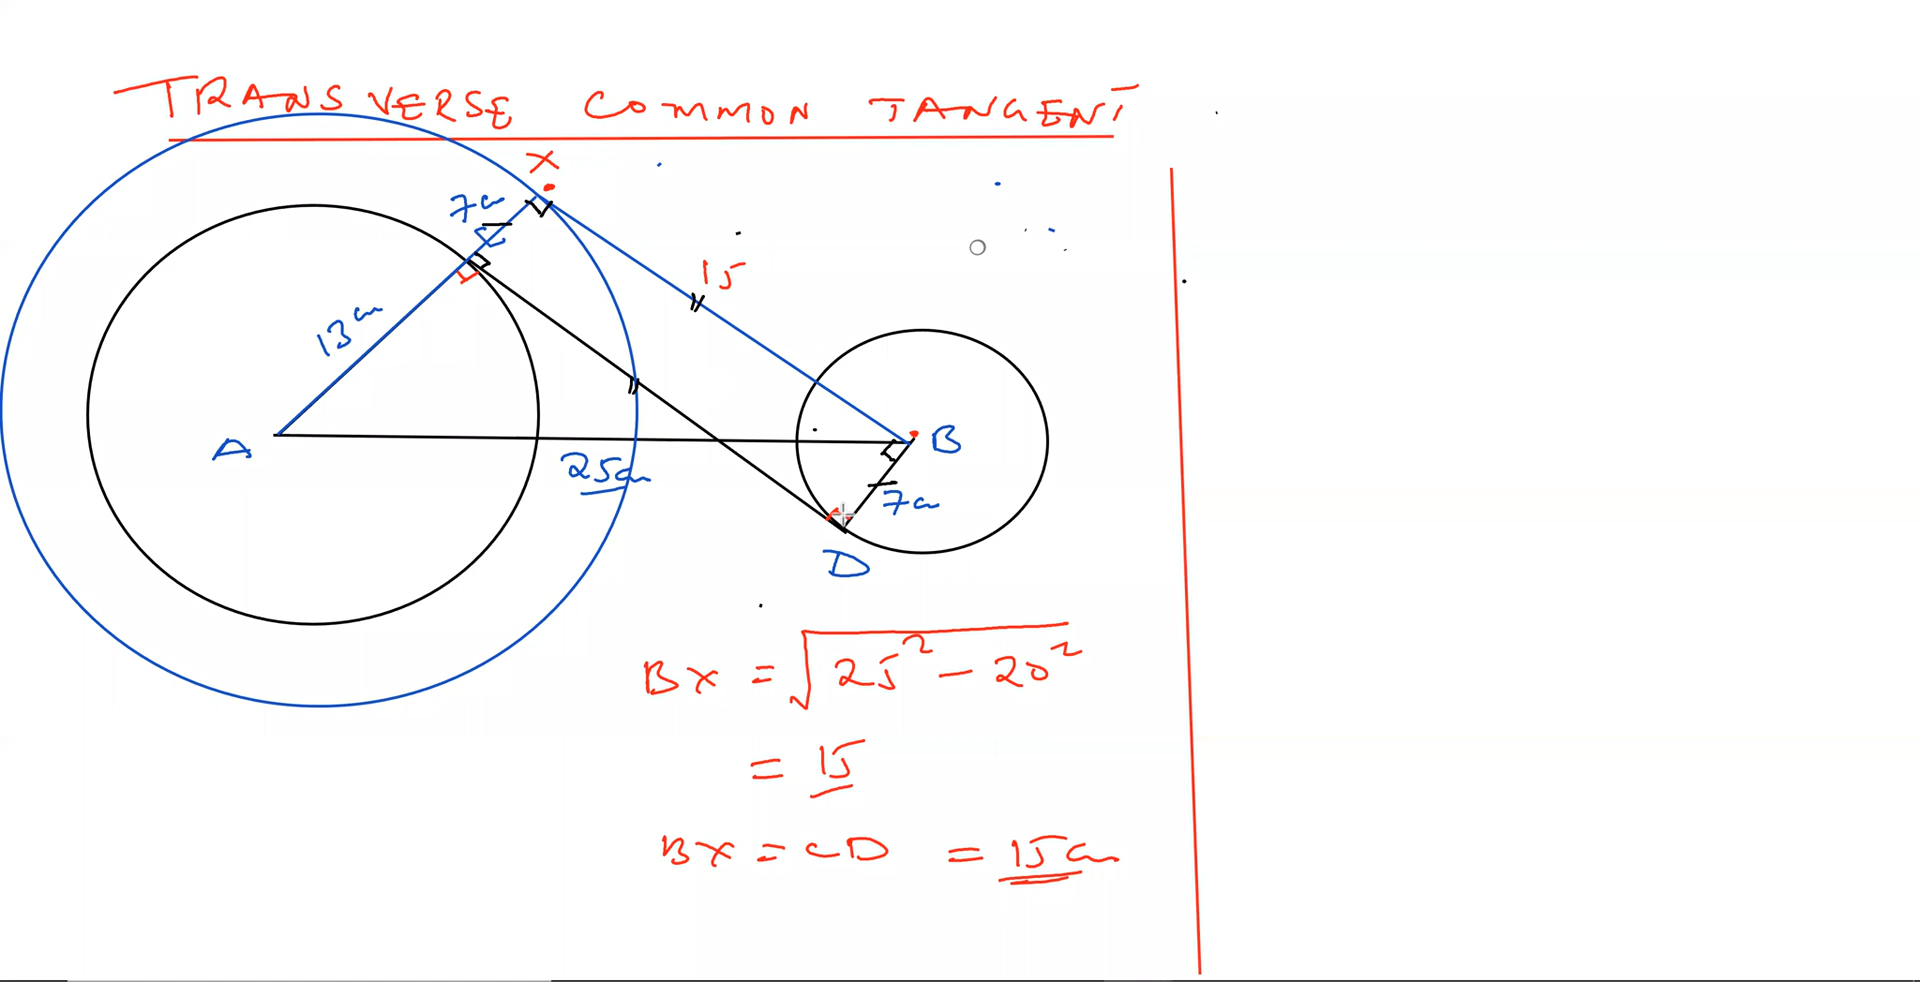 TRANSVERSE COMMON TANGENT
X
7cm
C
15
13cm
A
B
25cm
7cm
D
BX = √25² - 20²
= 15
BX = CD = 15cm